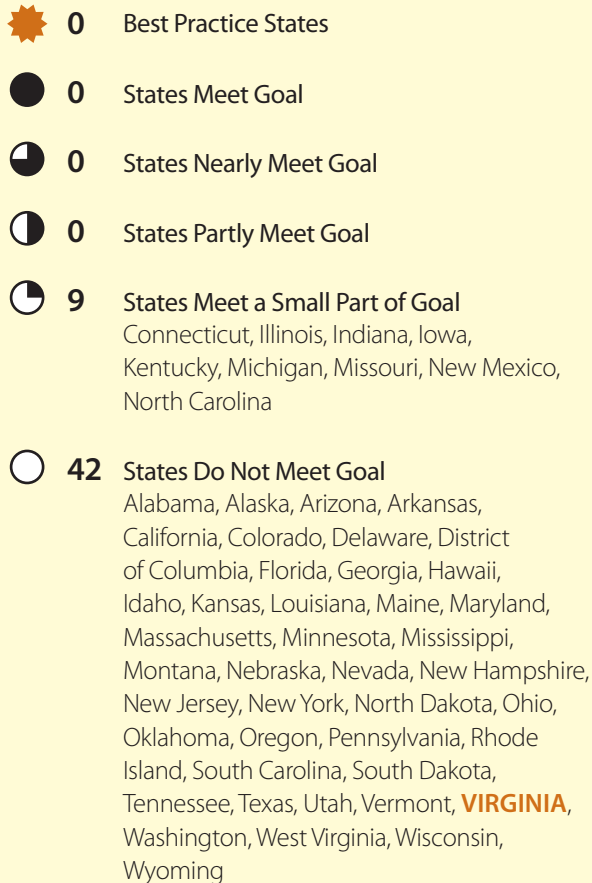 0 Best Practice States
0 States Meet Goal
0 States Nearly Meet Goal
0 States Partly Meet Goal
9 States Meet a Small Part of Goal
Connecticut, Illinois, Indiana, Iowa,
Kentucky, Michigan, Missouri, New Mexico,
North Carolina
42 States Do Not Meet Goal
Alabama, Alaska, Arizona, Arkansas,
California, Colorado, Delaware, District
of Columbia, Florida, Georgia, Hawaii,
Idaho, Kansas, Louisiana, Maine, Maryland,
Massachusetts, Minnesota, Mississippi,
Montana, Nebraska, Nevada, New Hampshire,
New Jersey, New York, North Dakota, Ohio,
Oklahoma, Oregon, Pennsylvania, Rhode
Island, South Carolina, South Dakota,
Tennessee, Texas, Utah, Vermont, VIRGINIA,
Washington, West Virginia, Wisconsin,
Wyoming